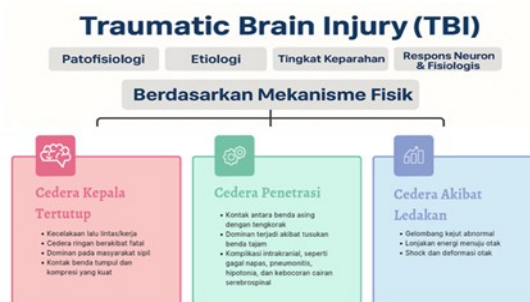 Traumatic Brain Injury (TBI)
Patofisiologi
Etiologi
Tingkat Keparahan
Respons Neuron
& Fisiologis
Berdasarkan Mekanisme Fisik
Cedera Kepala
Tertutup
• Kecelakaan lalu lintas/kerja
• Cedera ringan berakibat fatal
• Dominan pada masyarakat sipil
• Kontak benda tumpul dan
kompresi yang kuat
Cedera Penetrasi
• Kontak antara benda asing
dengan tengkorak
• Dominan terjadi akibat tusukan
benda tajam
• Komplikasi intrakranial, seperti
gagal napas, pneumonitis,
hipotonia, dan kebocoran cairan
serebrospinal
Cedera Akibat
Ledakan
• Gelombang kejut abnormal
• Lonjakan energi menuju otak
• Shock dan deformasi otak